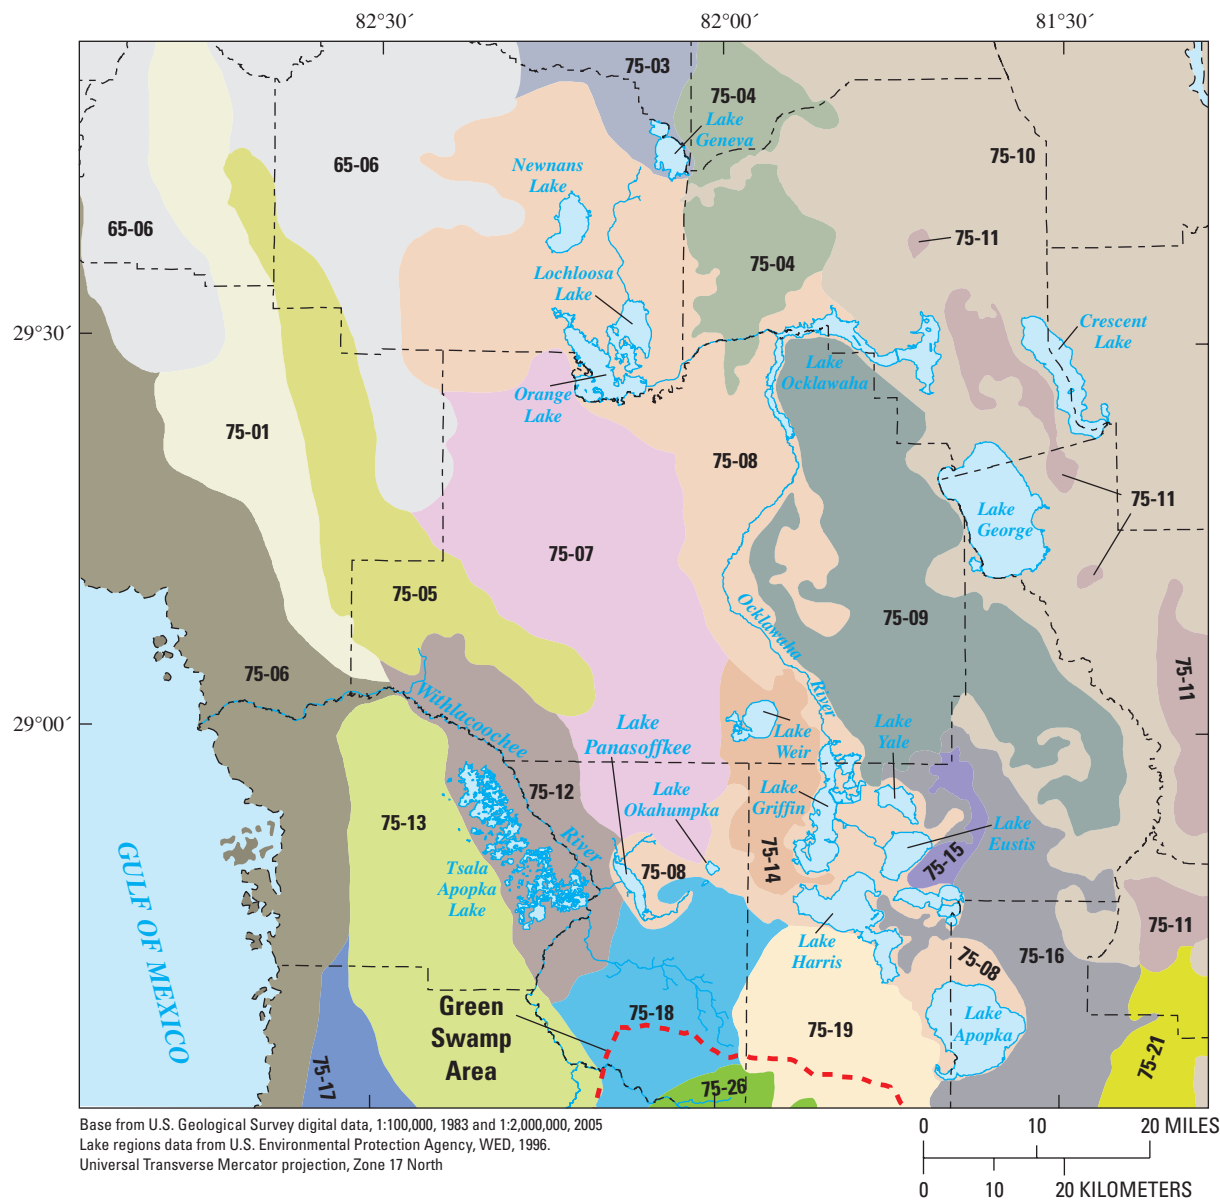 82°30´
82°00´
81°30´
75-03
75-04
Lake
Geneva
65-06
75-10
Newnans
Lake
65-06
75-11
75-04
Lochloosa
Lake
29°30´
Crescent
Lake
Lake
Ocklawaha
Orange
Lake
75-01
75-08
75-11
Lake
George
75-07
75-05
Ocklawaha
River
75-09
75-06
75-11
Withlacoochee
River
29°00´
Lake
Panasoffkee
Lake
Weir
Lake
Yale
75-12
Lake
Okahumpka
Lake
Griffin
75-13
Lake
Eustis
75-15
GULF OF MEXICO
Tsala
Apopka
Lake
75-08
75-14
75-11
Lake
Harris
75-08
75-16
Green
Swamp
Area
75-18
75-19
Lake
Apopka
75-21
75-17
75-26
Base from U.S. Geological Survey digital data, 1:100,000, 1983 and 1:2,000,000, 2005
Lake regions data from U.S. Environmental Protection Agency, WED, 1996.
Universal Transverse Mercator projection, Zone 17 North
0 10 20 MILES
0 10 20 KILOMETERS